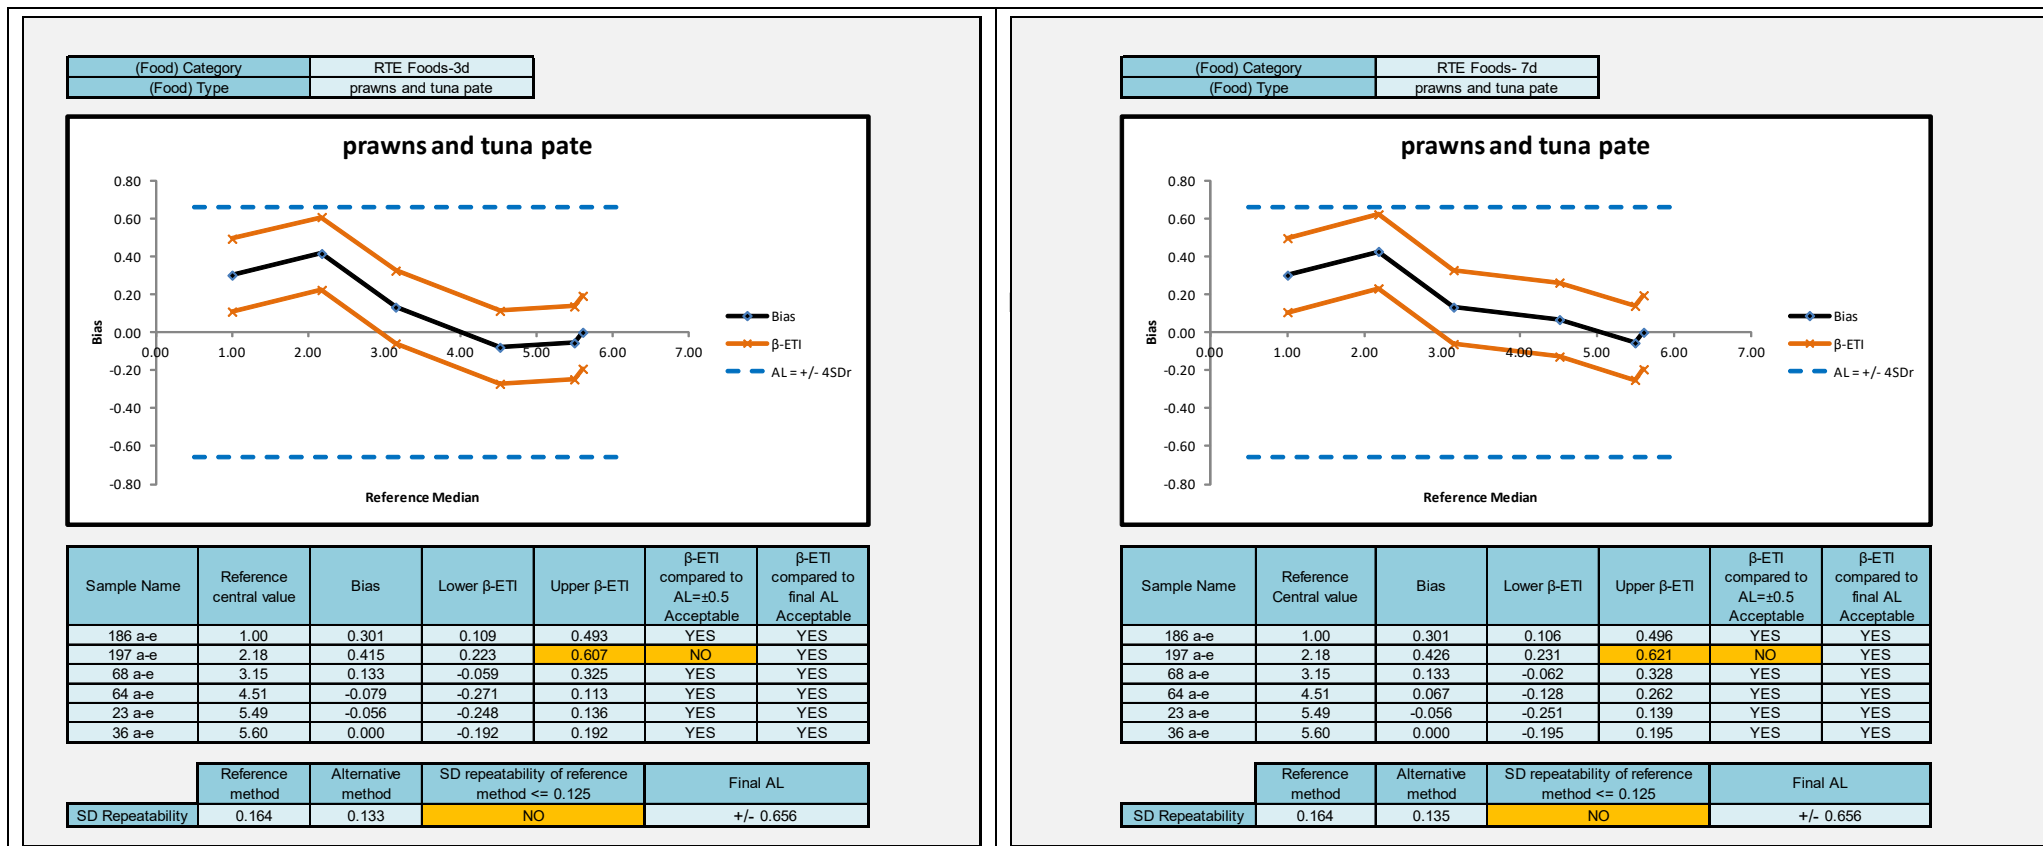 (Food) Category RTE Foods-3d
(Food) Type prawns and tuna pate
prawns and tuna pate
0.80
0.60
0.40
0.20
0.00
-0.20
-0.40
-0.60
-0.80
0.00 1.00 2.00 3.00 4.00 5.00 6.00 7.00
Bias
Reference Median
Bias
β-ETI
AL = +/- 4SDr
Sample Name Reference central value Bias Lower β-ETI Upper β-ETI β-ETI compared to AL=±0.5 Acceptable β-ETI compared to final AL Acceptable
186 a-e 1.00 0.301 0.109 0.493 YES YES
197 a-e 2.18 0.415 0.223 0.607 NO YES
68 a-e 3.15 0.133 -0.059 0.325 YES YES
64 a-e 4.51 -0.079 -0.271 0.113 YES YES
23 a-e 5.49 -0.056 -0.248 0.136 YES YES
36 a-e 5.60 0.000 -0.192 0.192 YES YES
Reference method Alternative method SD repeatability of reference method <= 0.125 Final AL
SD Repeatability 0.164 0.133 NO +/- 0.656
(Food) Category RTE Foods- 7d
(Food) Type prawns and tuna pate
prawns and tuna pate
0.80
0.60
0.40
0.20
0.00
-0.20
-0.40
-0.60
-0.80
0.00 1.00 2.00 3.00 4.00 5.00 6.00 7.00
Bias
Reference Median
Bias
β-ETI
AL = +/- 4SDr
Sample Name Reference Central value Bias Lower β-ETI Upper β-ETI β-ETI compared to AL=±0.5 Acceptable β-ETI compared to final AL Acceptable
186 a-e 1.00 0.301 0.106 0.496 YES YES
197 a-e 2.18 0.426 0.231 0.621 NO YES
68 a-e 3.15 0.133 -0.062 0.328 YES YES
64 a-e 4.51 0.067 -0.128 0.262 YES YES
23 a-e 5.49 -0.056 -0.251 0.139 YES YES
36 a-e 5.60 0.000 -0.195 0.195 YES YES
Reference method Alternative method SD repeatability of reference method <= 0.125 Final AL
SD Repeatability 0.164 0.135 NO +/- 0.656